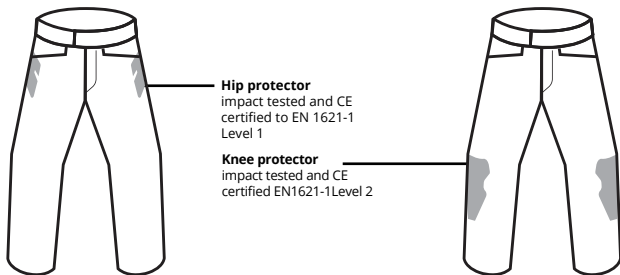 Hip protector
impact tested and CE
certified to EN 1621-1
Level 1
Knee protector
impact tested and CE
certified EN1621-1Level 2